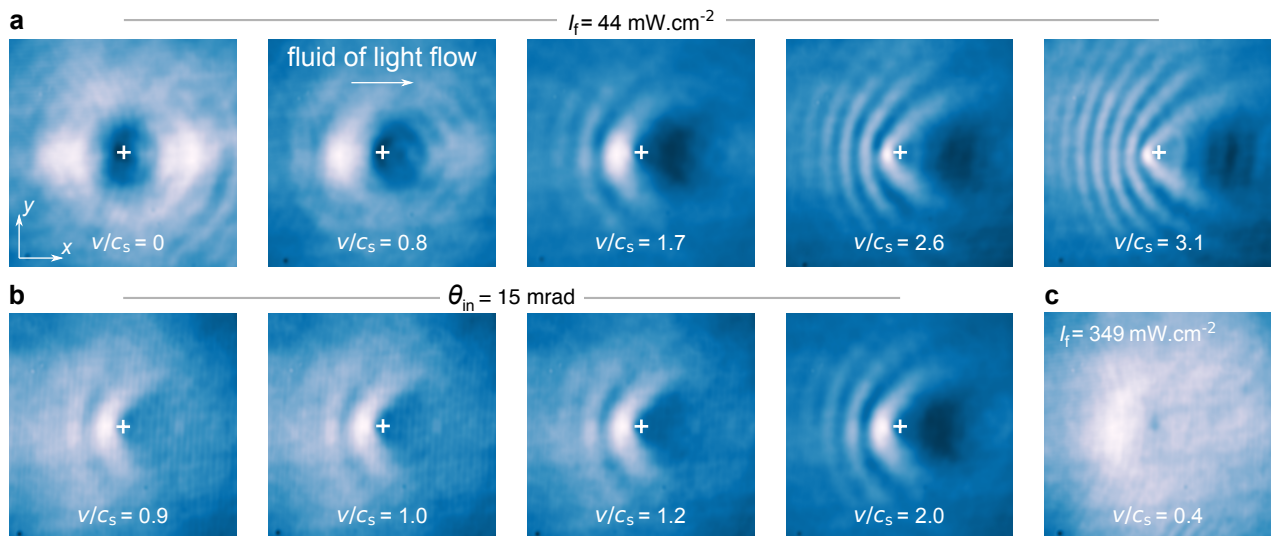 a
I_f = 44 mW.cm⁻²
fluid of light flow
y
x
v/c_s = 0
v/c_s = 0.8
v/c_s = 1.7
v/c_s = 2.6
v/c_s = 3.1
b
θ_in = 15 mrad
c
I_f = 349 mW.cm⁻²
v/c_s = 0.9
v/c_s = 1.0
v/c_s = 1.2
v/c_s = 2.0
v/c_s = 0.4